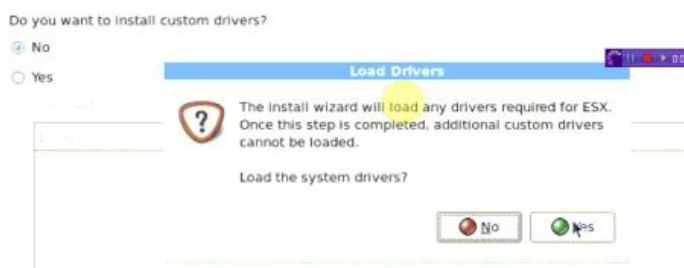 Do you want to install custom drivers?
No
Yes
Load Drivers
The install wizard will load any drivers required for ESX.
Once this step is completed, additional custom drivers
cannot be loaded.
Load the system drivers?
No
Yes